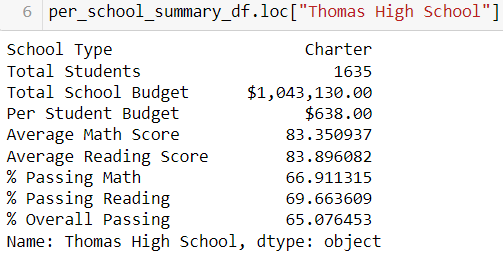 6 per_school_summary_df.loc["Thomas High School"]
School Type Charter
Total Students 1635
Total School Budget $1,043,130.00
Per Student Budget $638.00
Average Math Score 83.350937
Average Reading Score 83.896082
% Passing Math 66.911315
% Passing Reading 69.663609
% Overall Passing 65.076453
Name: Thomas High School, dtype: object